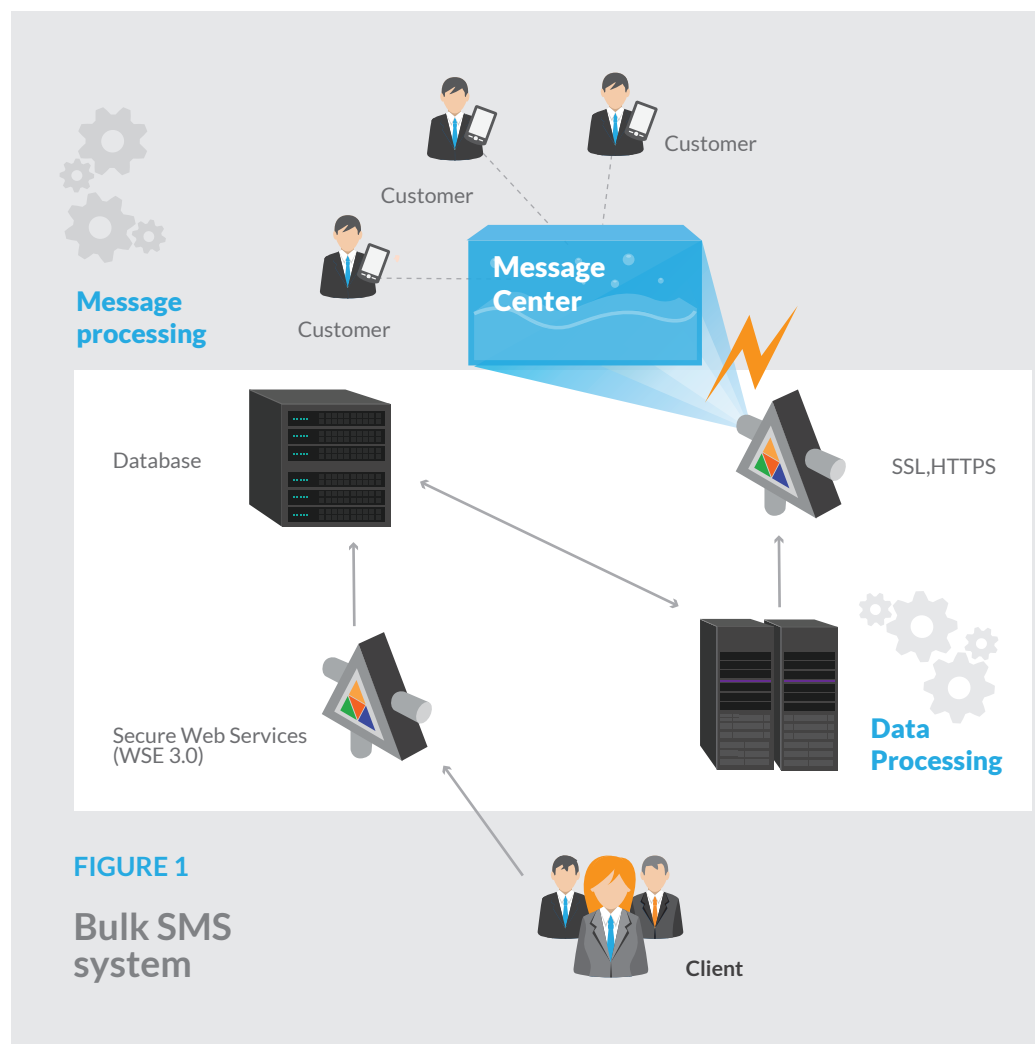 Customer
Customer
Customer
Message
Center
Message
processing
Database
SSL,HTTPS
Secure Web Services
(WSE 3.0)
Data
Processing
FIGURE 1
Bulk SMS
system
Client